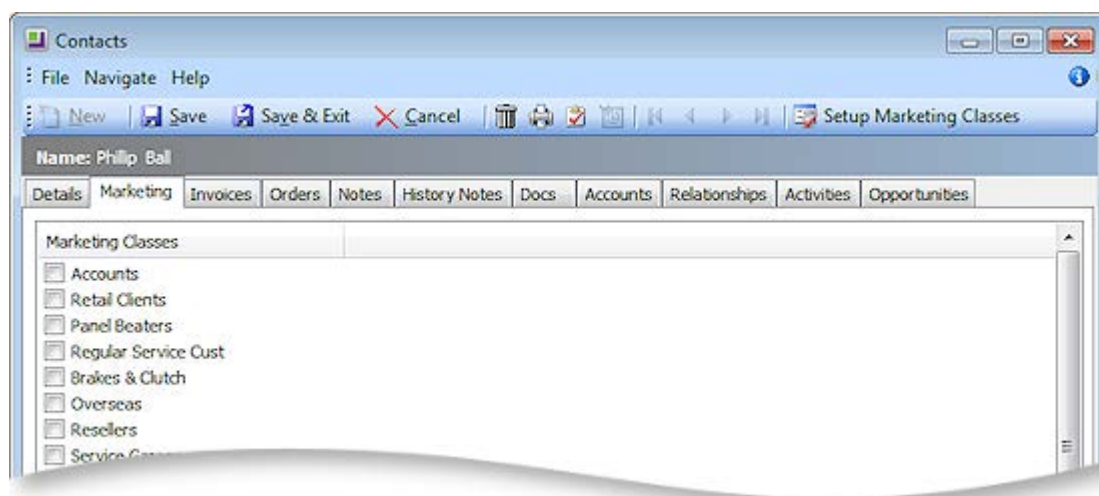 Contacts
File Navigate Help
New Save Save & Exit Cancel Setup Marketing Classes
Name: Philip Ball
Details Marketing Invoices Orders Notes History Notes Docs Accounts Relationships Activities Opportunities
Marketing Classes
Accounts
Retail Clients
Panel Beaters
Regular Service Cust
Brakes & Clutch
Overseas
Resellers
Service